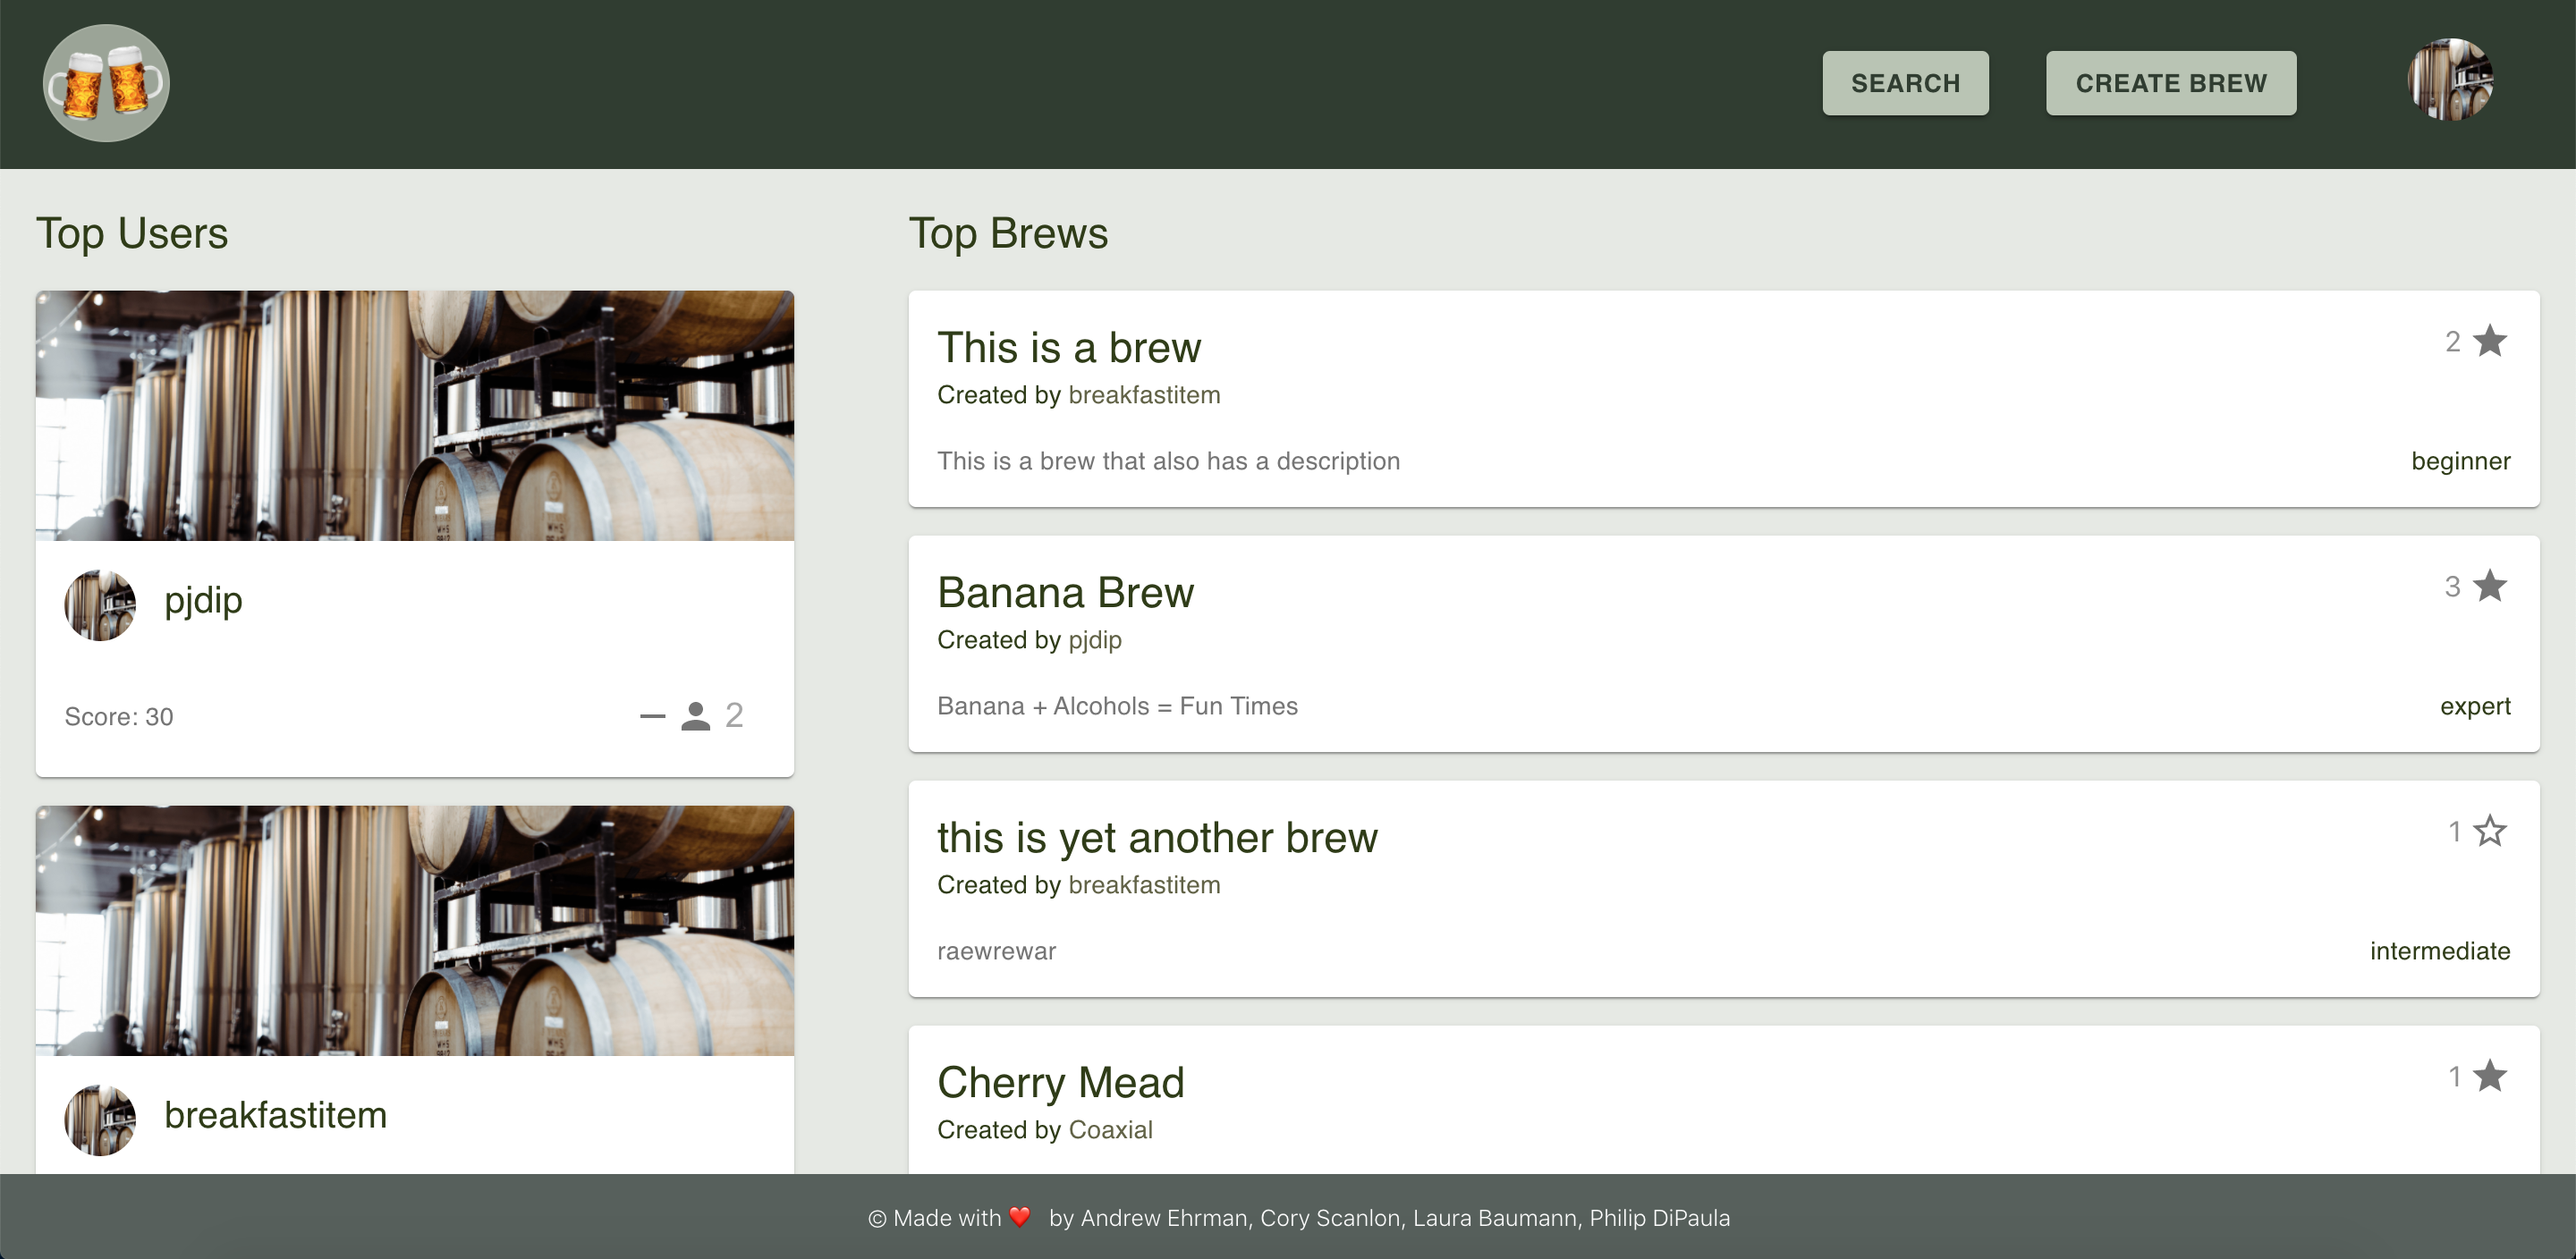 SEARCH
CREATE BREW
Top Users
pjdip
Score: 30
2
breakfastitem
Top Brews
This is a brew
2
Created by breakfastitem
This is a brew that also has a description
beginner
Banana Brew
3
Created by pjdip
Banana + Alcohols = Fun Times
expert
this is yet another brew
1
Created by breakfastitem
raewrewar
intermediate
Cherry Mead
1
Created by Coaxial
© Made with ❤️ by Andrew Ehrman, Cory Scanlon, Laura Baumann, Philip DiPaula